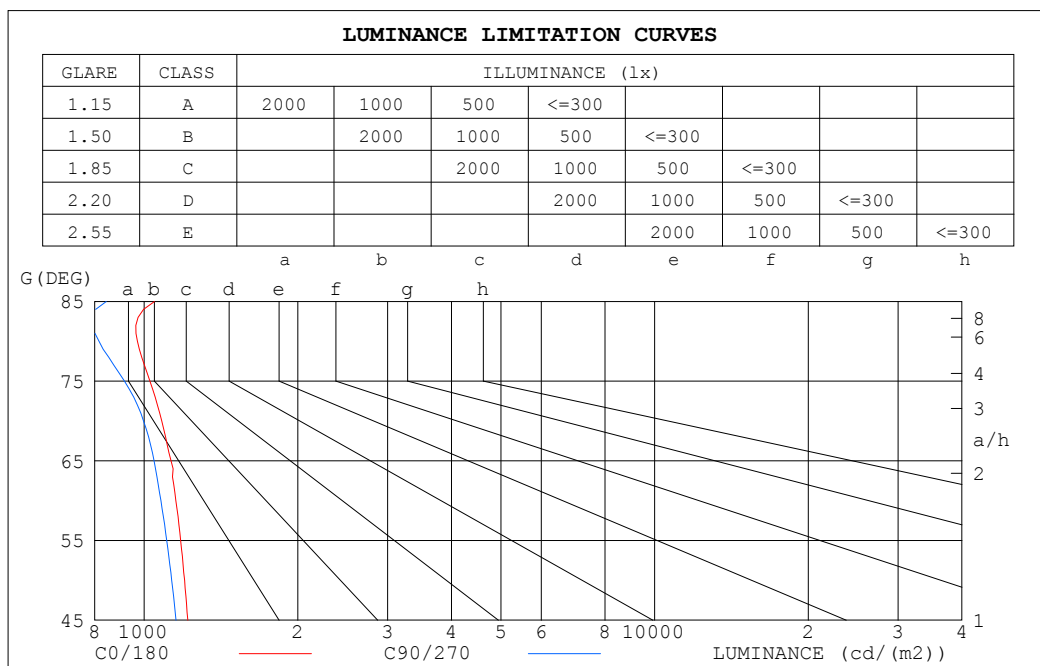 LUMINANCE LIMITATION CURVES
GLARE CLASS ILLUMINANCE (lx)
1.15 A 2000 1000 500 <=300
1.50 B 2000 1000 500 <=300
1.85 C 2000 1000 500 <=300
2.20 D 2000 1000 500 <=300
2.55 E 2000 1000 500 <=300
a b c d e f g h
G(DEG)
85 a b c d e f g h
8
6
75 4
3
a/h
65 2
55
45 1
8 1000 2 3 4 5 6 8 10000 2 3 4
C0/180 C90/270 LUMINANCE (cd/(m2))